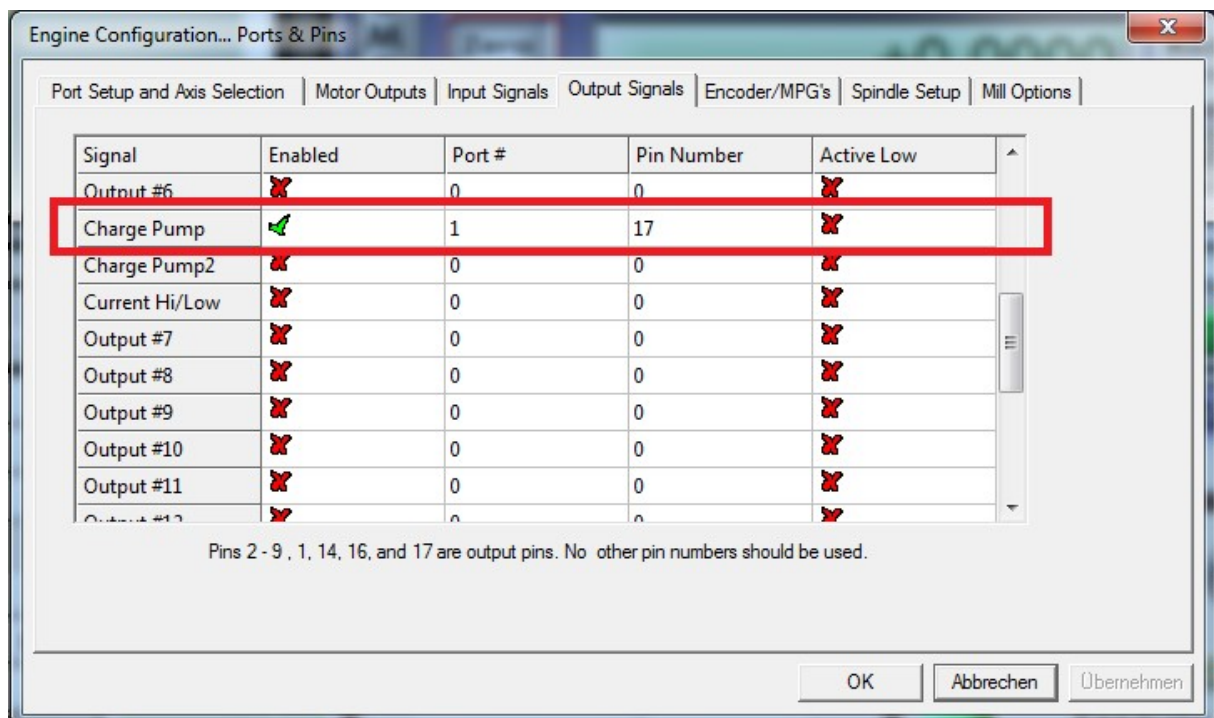 Engine Configuration... Ports & Pins
Port Setup and Axis Selection Motor Outputs Input Signals Output Signals Encoder/MPG's Spindle Setup Mill Options
Signal Enabled Port # Pin Number Active Low
Output #6 0 0
Charge Pump 1 17
Charge Pump2 0 0
Current Hi/Low 0 0
Output #7 0 0
Output #8 0 0
Output #9 0 0
Output #10 0 0
Output #11 0 0
Output #12 0 0
Pins 2 - 9 , 1, 14, 16, and 17 are output pins. No other pin numbers should be used.
OK Abbrechen Übernehmen